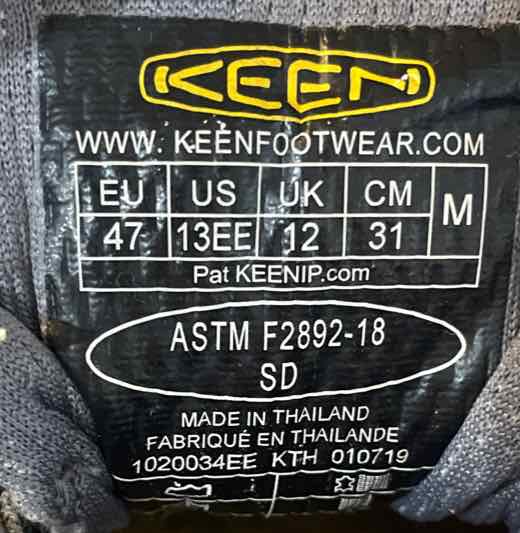 KEEN
WWW.KEENFOOTWEAR.COM
EU US UK CM M
47 13EE 12 31
Pat KEENIP.com
ASTM F2892-18
SD
MADE IN THAILAND
FABRIQUÉ EN THAILANDE
1020034EE KTH 010719